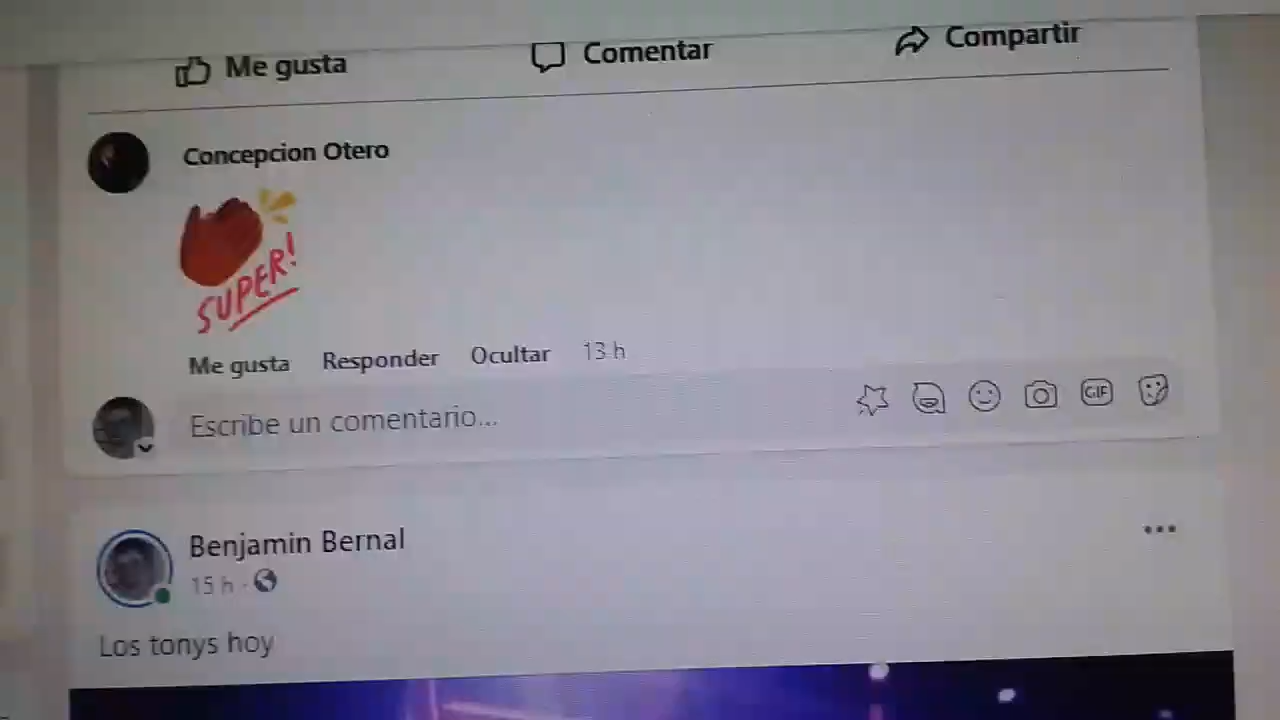 Me gusta Comentar Compartir
Concepcion Otero
SUPER!
Me gusta Responder Ocultar 13 h
Escribe un comentario...
GIF
Benjamin Bernal
15 h ·
Los tonys hoy